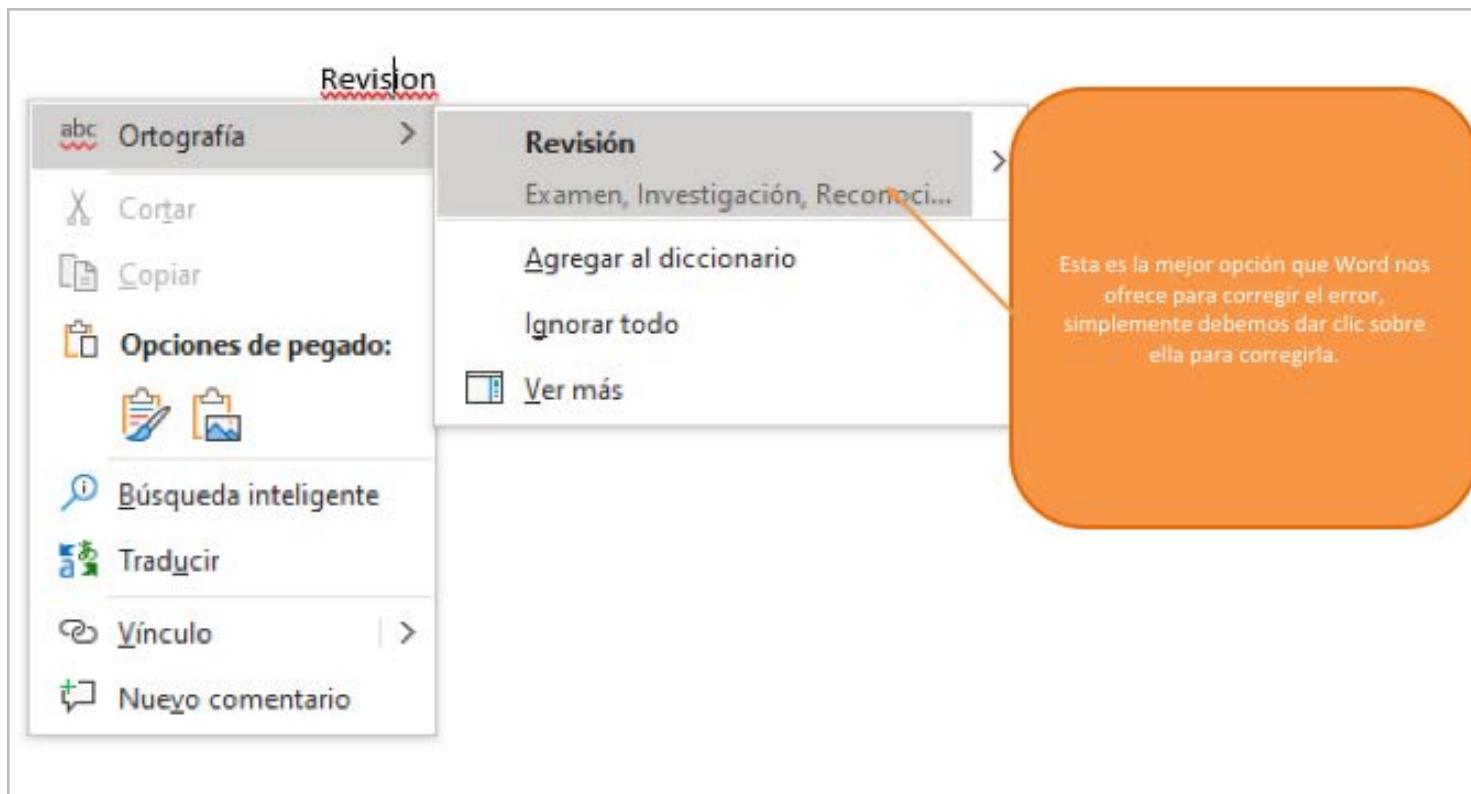 Revision
abc Ortografía
Cortar
Copiar
Opciones de pegado:
Búsqueda inteligente
Traducir
Vínculo
Nuevo comentario
Revisión
Examen, Investigación, Reconoci...
Agregar al diccionario
Ignorar todo
Ver más
Esta es la mejor opción que Word nos
ofrece para corregir el error,
simplemente debemos dar clic sobre
ella para corregirla.